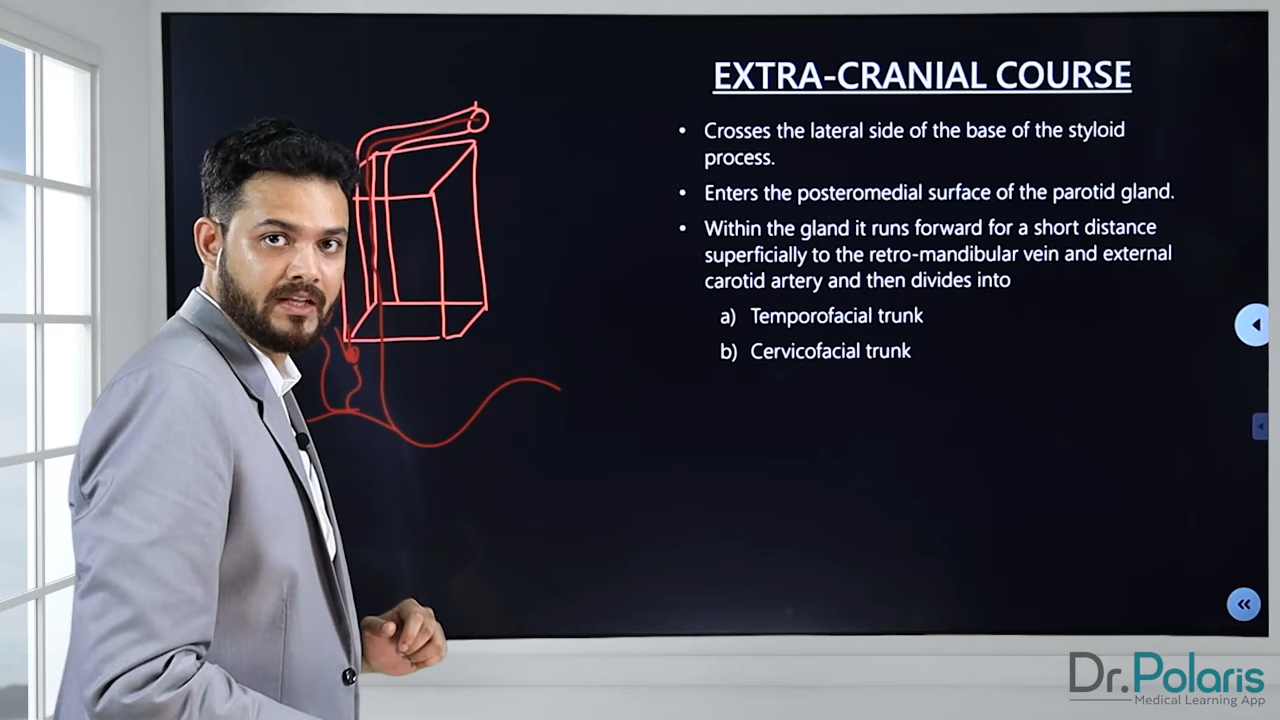 EXTRA-CRANIAL COURSE
• Crosses the lateral side of the base of the styloid
process.
• Enters the posteromedial surface of the parotid gland.
• Within the gland it runs forward for a short distance
superficially to the retro-mandibular vein and external
carotid artery and then divides into
a) Temporofacial trunk
b) Cervicofacial trunk
Dr.Polaris
Medical Learning App